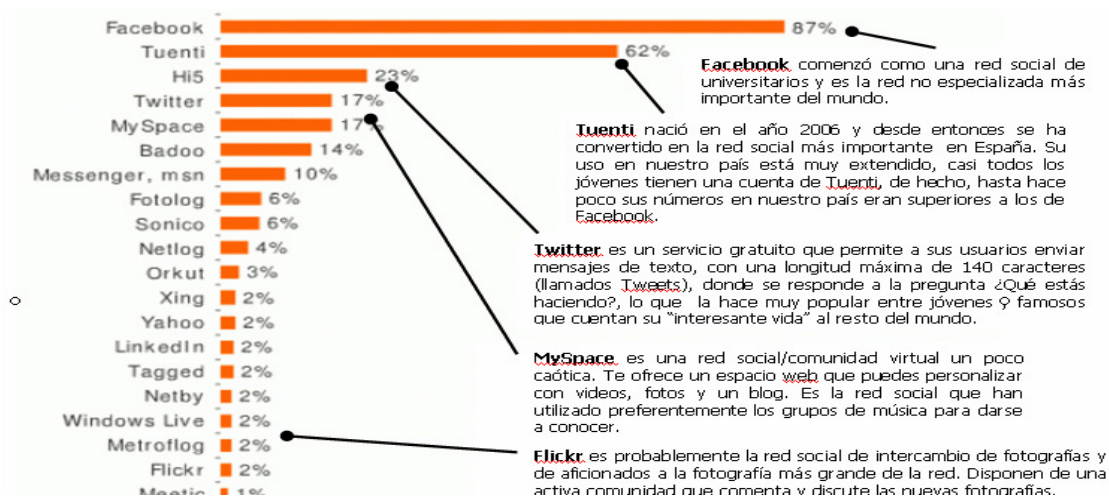 Facebook 87%
Tuenti 62%
Hi5 23%
Twitter 17%
MySpace 17%
Badoo 14%
Messenger, msn 10%
Fotolog 6%
Sonico 6%
Netlog 4%
Orkut 3%
Xing 2%
Yahoo 2%
LinkedIn 2%
Tagged 2%
Netby 2%
Windows Live 2%
Metroflog 2%
Flickr 2%
Meetic 1%
Facebook comenzó como una red social de
universitarios y es la red no especializada más
importante del mundo.
Tuenti nació en el año 2006 y desde entonces se ha
convertido en la red social más importante en España. Su
uso en nuestro país está muy extendido, casi todos los
jóvenes tienen una cuenta de Tuenti, de hecho, hasta hace
poco sus números en nuestro país eran superiores a los de
Facebook.
Twitter es un servicio gratuito que permite a sus usuarios enviar
mensajes de texto, con una longitud máxima de 140 caracteres
(llamados Tweets), donde se responde a la pregunta ¿Qué estás
haciendo?, lo que la hace muy popular entre jóvenes y famosos
que cuentan su "interesante vida" al resto del mundo.
MySpace es una red social/comunidad virtual un poco
caótica. Te ofrece un espacio web que puedes personalizar
con videos, fotos y un blog. Es la red social que han
utilizado preferentemente los grupos de música para darse
a conocer.
Flickr es probablemente la red social de intercambio de fotografías y
de aficionados a la fotografía más grande de la red. Disponen de una
activa comunidad que comenta y discute las nuevas fotografías.